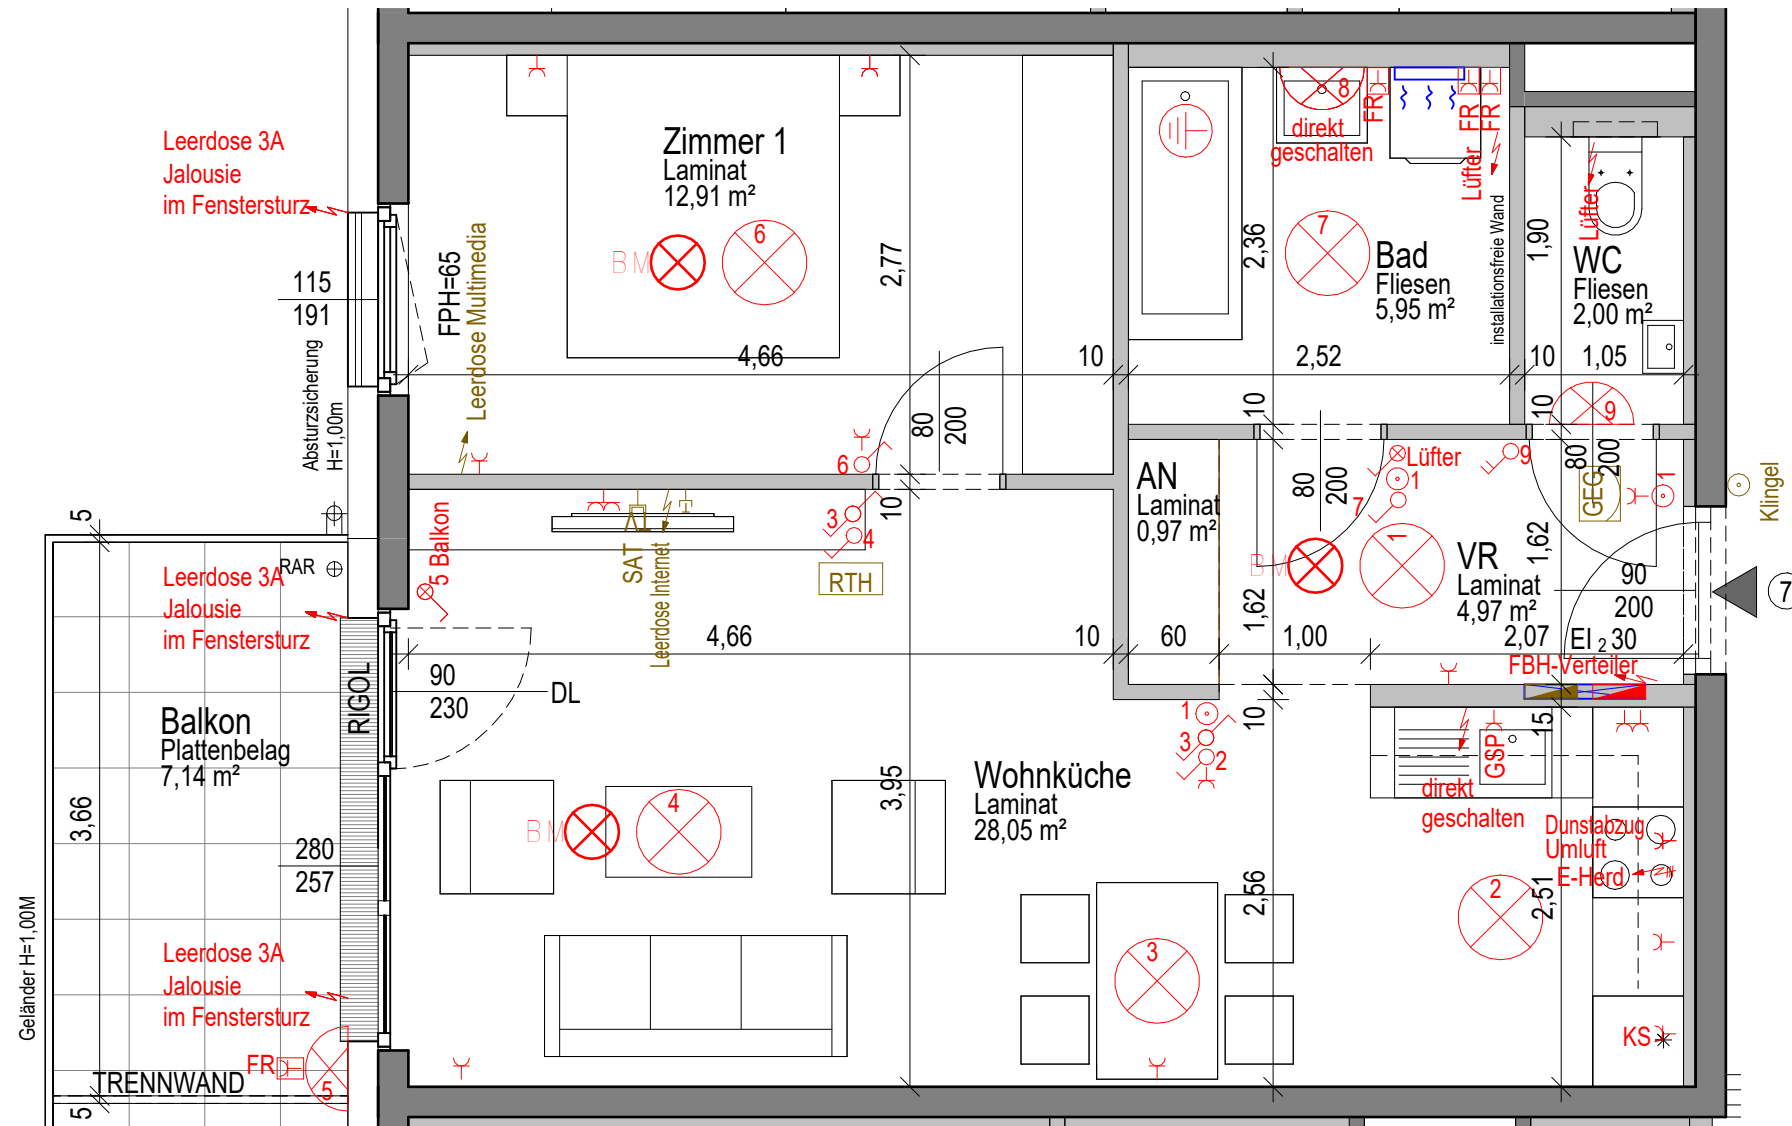 Leerdose 3A
Jalousie
im Fenstersturz
115
191
Absturzsicherung
H=1,00m
FPH=65
Leerdose Multimedia
Zimmer 1
Laminat
12,91 m²
BM
6
2,77
4,66
10
80
200
6
8
direkt
geschalten
FR
FR
FR
Lüfter
installationsfreie Wand
2,36
7
Bad
Fliesen
5,95 m²
2,52
10
1,90
Lüfter
WC
Fliesen
2,00 m²
10
1,05
10
9
80
200
GEG
1
Klingel
5
RAR
Leerdose 3A
Jalousie
im Fenstersturz
5 Balkon
SAT
TV
Leerdose Internet
3
4
RTH
10
AN
Laminat
0,97 m²
80
200
Lüfter
1
7
9
BM
1
VR
Laminat
4,97 m²
1,62
1,62
90
200
7
4,66
10
60
1,00
2,07
EI 2 30
FBH-Verteiler
RIGOL
90
230
DL
Balkon
Plattenbelag
7,14 m²
3,66
280
257
Geländer H=1,00M
BM
4
3,95
Wohnküche
Laminat
28,05 m²
1
3
2
10
15
GSP
direkt
geschalten
Dunstabzug
Umluft
E-Herd
2,56
2,51
2
3
KS
Leerdose 3A
Jalousie
im Fenstersturz
FR
5
TRENNWAND
5